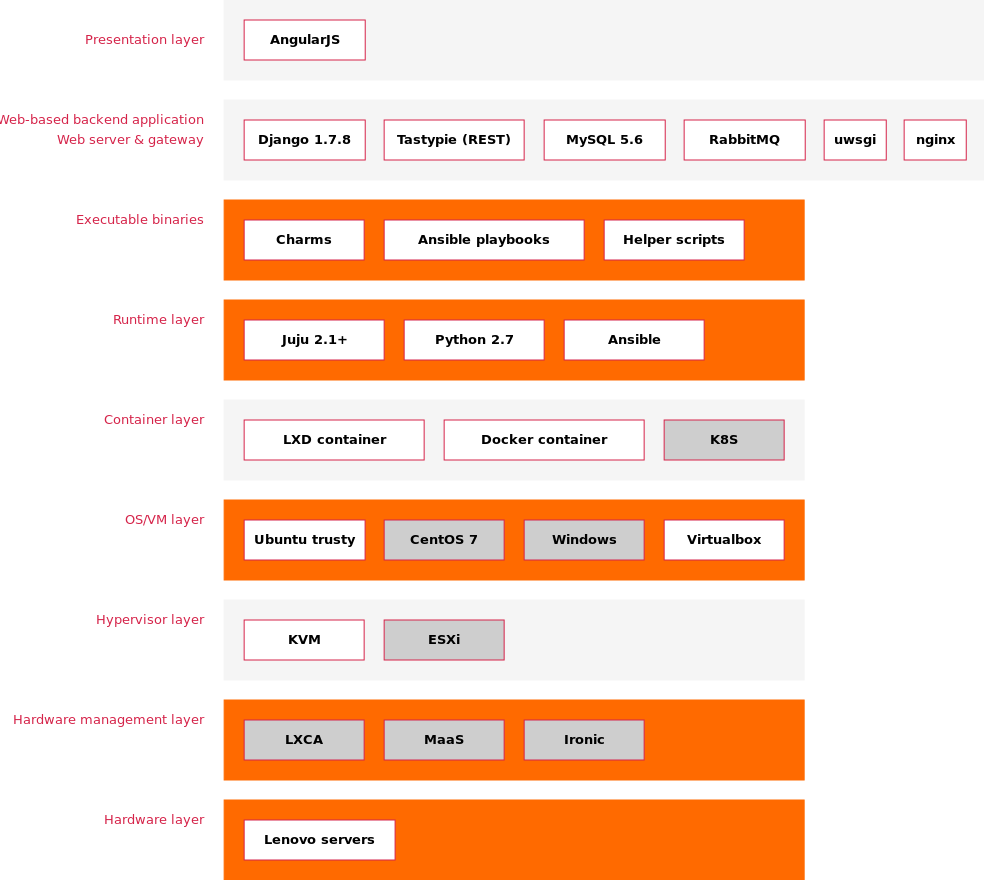 Presentation layer
AngularJS
Web-based backend application
Web server & gateway
Django 1.7.8
Tastypie (REST)
MySQL 5.6
RabbitMQ
uwsgi
nginx
Executable binaries
Charms
Ansible playbooks
Helper scripts
Runtime layer
Juju 2.1+
Python 2.7
Ansible
Container layer
LXD container
Docker container
K8S
OS/VM layer
Ubuntu trusty
CentOS 7
Windows
Virtualbox
Hypervisor layer
KVM
ESXi
Hardware management layer
LXCA
MaaS
Ironic
Hardware layer
Lenovo servers